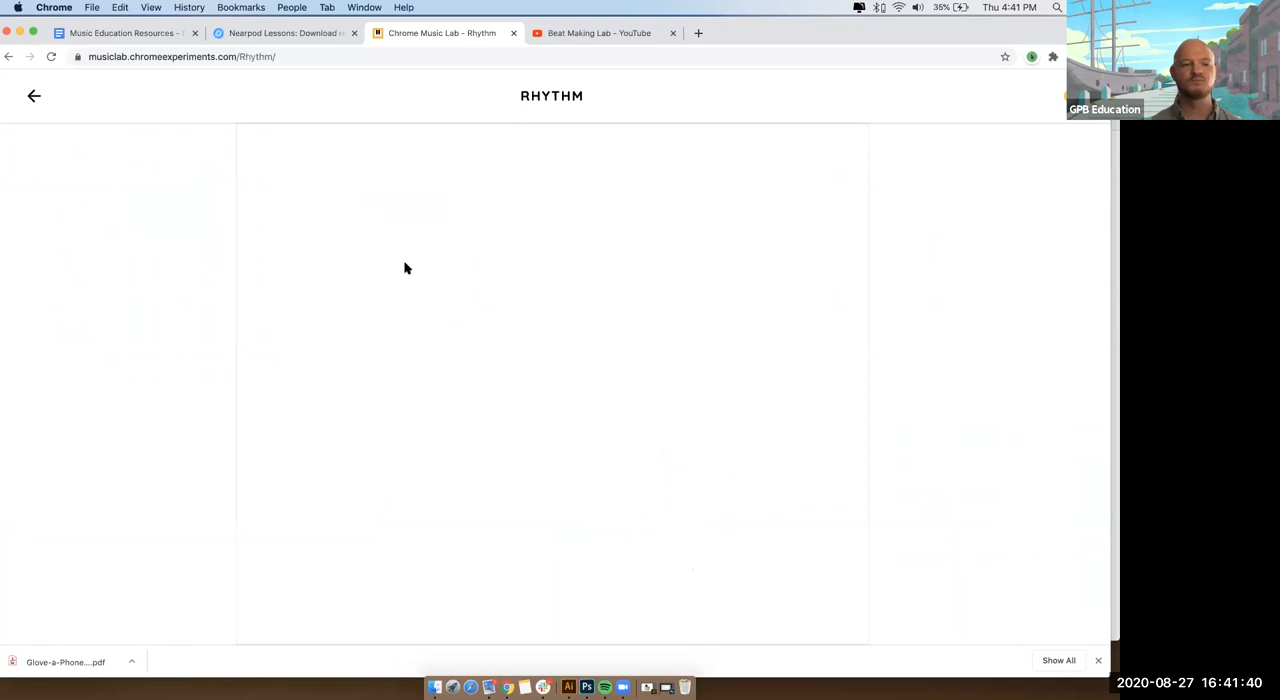 Chrome File Edit View History Bookmarks People Tab Window Help 35% Thu 4:41 PM
Music Education Resources - Nearpod Lessons: Download Chrome Music Lab - Rhythm Beat Making Lab - YouTube
musiclab.chromeexperiments.com/Rhythm/
RHYTHM
GPB Education
Glove-a-Phone....pdf Show All
Ai Ps
2020-08-27 16:41:40